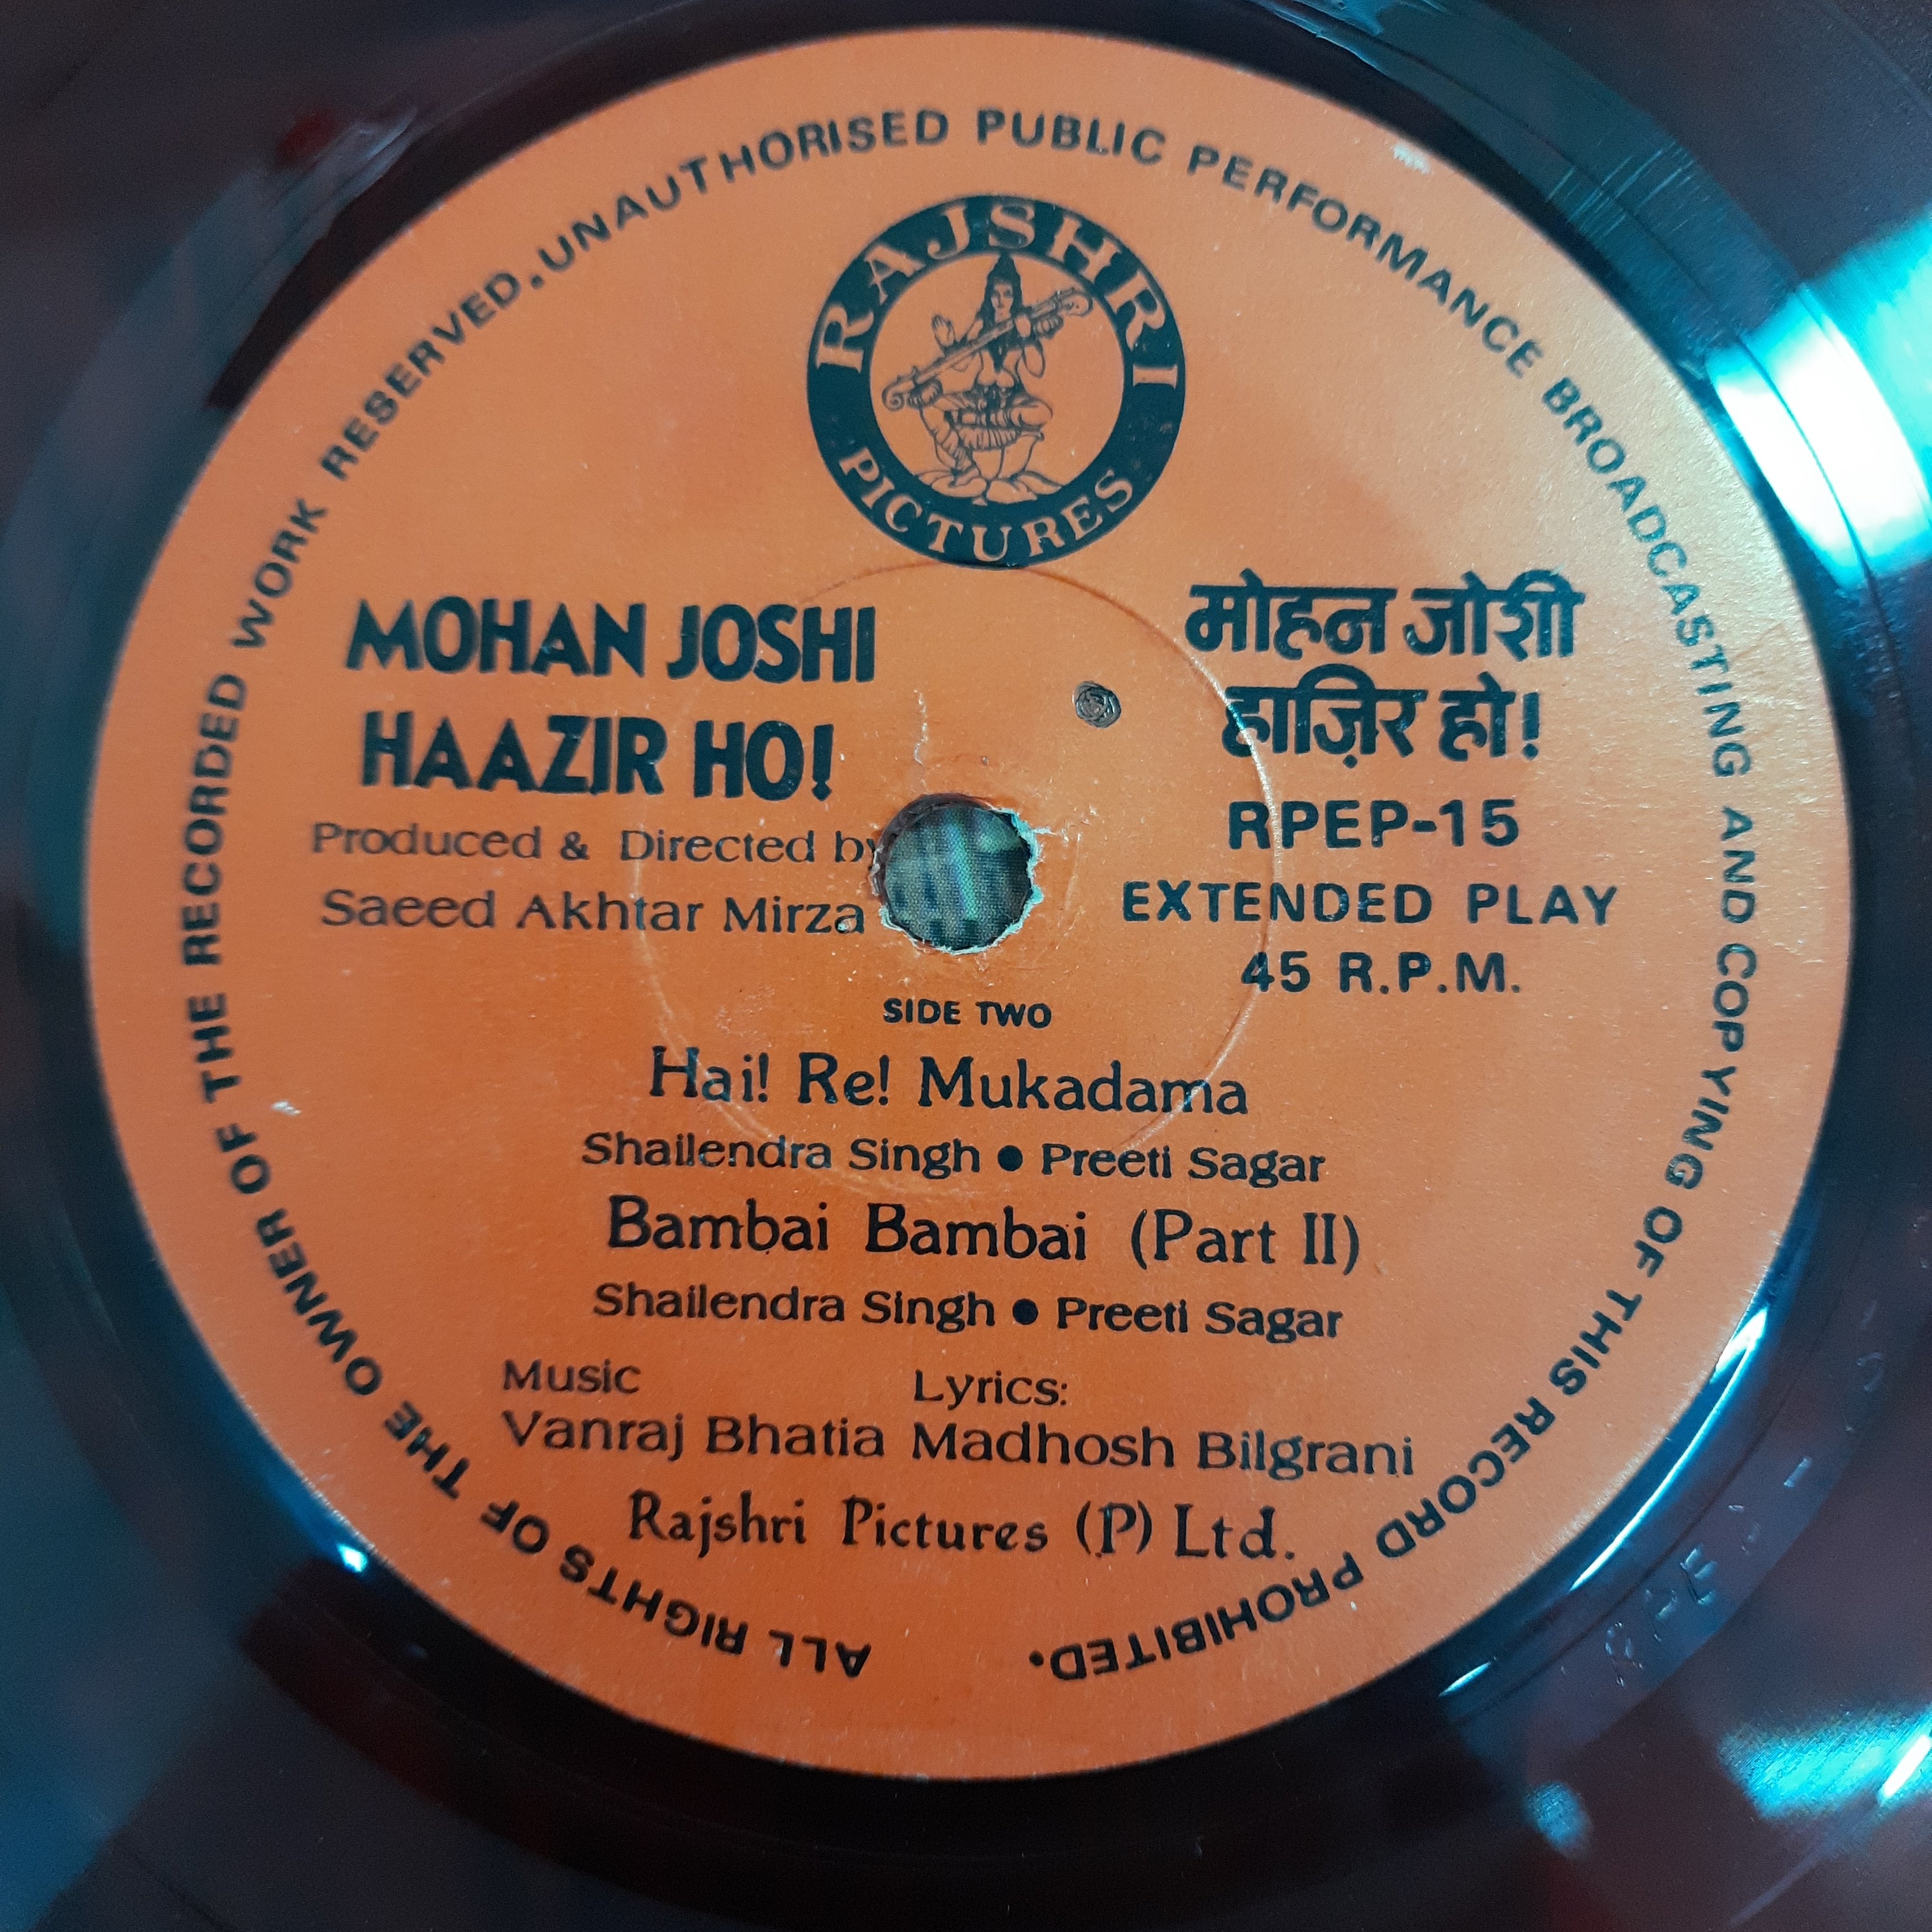 ALL RIGHTS OF THE OWNER OF THE RECORDED WORK RESERVED. UNAUTHORISED PUBLIC PERFORMANCE BROADCASTING AND COPYING OF THIS RECORD PROHIBITED.
RAJSHRI
PICTURES
MOHAN JOSHI
HAAZIR HO!
Produced & Directed by
Saeed Akhtar Mirza
मोहन जोशी
हाज़िर हो!
RPEP-15
EXTENDED PLAY
45 R.P.M.
SIDE TWO
Hai! Re! Mukadama
Shailendra Singh ● Preeti Sagar
Bambai Bambai (Part II)
Shailendra Singh ● Preeti Sagar
Music Lyrics:
Vanraj Bhatia Madhosh Bilgrani
Rajshri Pictures (P) Ltd.